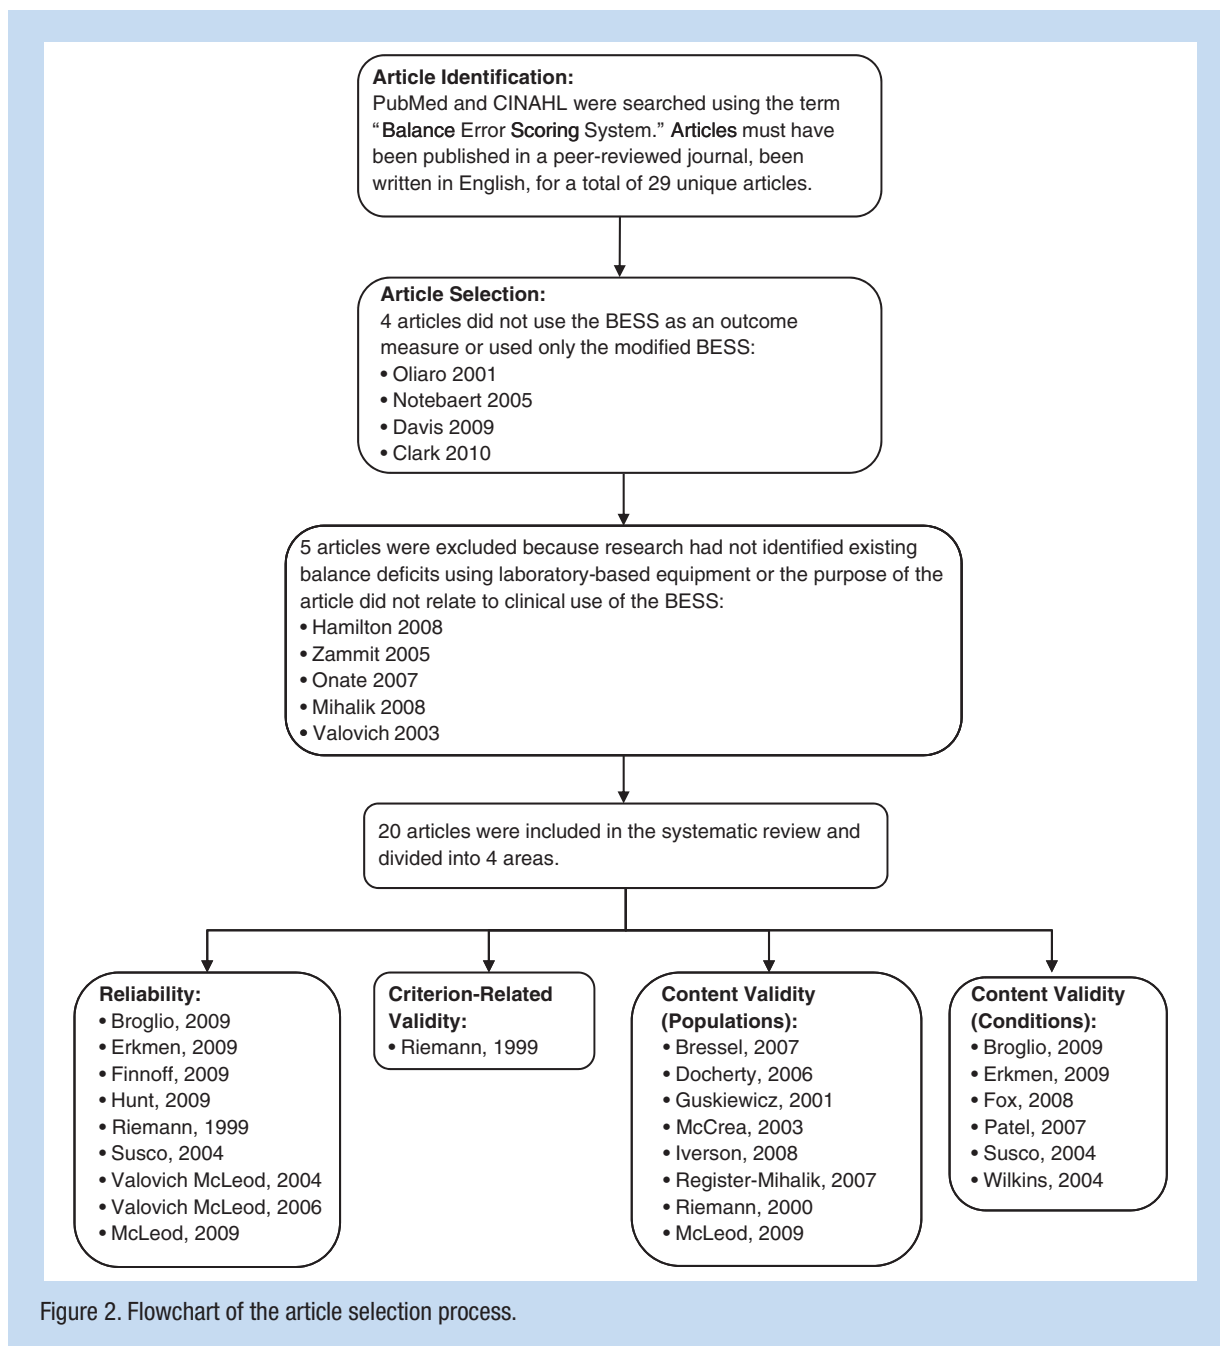 Article Identification:
PubMed and CINAHL were searched using the term
“Balance Error Scoring System.” Articles must have
been published in a peer-reviewed journal, been
written in English, for a total of 29 unique articles.
Article Selection:
4 articles did not use the BESS as an outcome
measure or used only the modified BESS:
• Oliaro 2001
• Notebaert 2005
• Davis 2009
• Clark 2010
5 articles were excluded because research had not identified existing
balance deficits using laboratory-based equipment or the purpose of the
article did not relate to clinical use of the BESS:
• Hamilton 2008
• Zammit 2005
• Onate 2007
• Mihalik 2008
• Valovich 2003
20 articles were included in the systematic review and
divided into 4 areas.
Reliability:
• Broglio, 2009
• Erkmen, 2009
• Finnoff, 2009
• Hunt, 2009
• Riemann, 1999
• Susco, 2004
• Valovich McLeod, 2004
• Valovich McLeod, 2006
• McLeod, 2009
Criterion-Related
Validity:
• Riemann, 1999
Content Validity
(Populations):
• Bressel, 2007
• Docherty, 2006
• Guskiewicz, 2001
• McCrea, 2003
• Iverson, 2008
• Register-Mihalik, 2007
• Riemann, 2000
• McLeod, 2009
Content Validity
(Conditions):
• Broglio, 2009
• Erkmen, 2009
• Fox, 2008
• Patel, 2007
• Susco, 2004
• Wilkins, 2004
Figure 2. Flowchart of the article selection process.